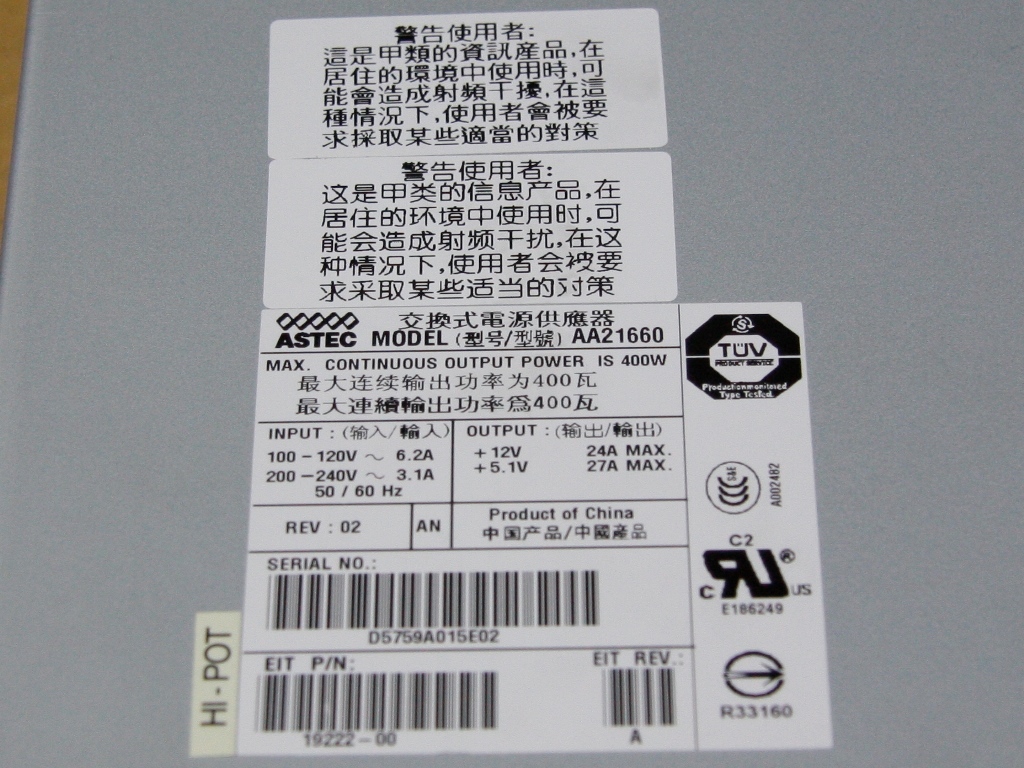 警告使用者:
這是甲類的資訊產品,在
居住的環境中使用時,可
能會造成射頻干擾,在這
種情況下,使用者會被要
求採取某些適當的對策
警告使用者:
这是甲类的信息产品,在
居住的环境中使用时,可
能会造成射频干扰,在这
种情况下,使用者会被要
求采取某些适当的对策
交換式電源供應器
ASTEC MODEL (型号/型號) AA21660
MAX. CONTINUOUS OUTPUT POWER IS 400W
最大连续输出功率为400瓦
最大連續輸出功率爲400瓦
INPUT : (输入/輸入)
100-120V ~ 6.2A
200-240V ~ 3.1A
50 / 60 Hz
OUTPUT : (输出/輸出)
+12V 24A MAX.
+5.1V 27A MAX.
REV : 02
AN
Product of China
中国产品/中國產品
SERIAL NO.:
D5759A015E02
EIT P/N:
19222-00
EIT REV.:
A
HI-POT
S
TÜV
PRODUCT SERVICE
Production monitored
Type Tested
S&E
A002482
C2
C RU ® US
E186249
R33160